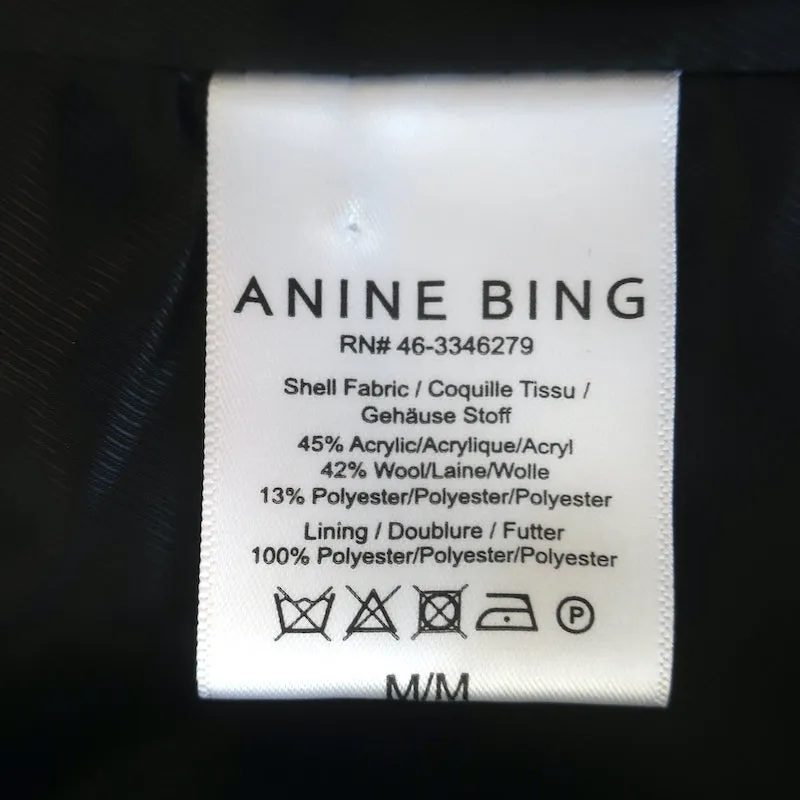 ANINE BING
RN# 46-3346279
Shell Fabric / Coquille Tissu /
Gehäuse Stoff
45% Acrylic/Acrylique/Acryl
42% Wool/Laine/Wolle
13% Polyester/Polyester/Polyester
Lining / Doublure / Futter
100% Polyester/Polyester/Polyester
P
M/M